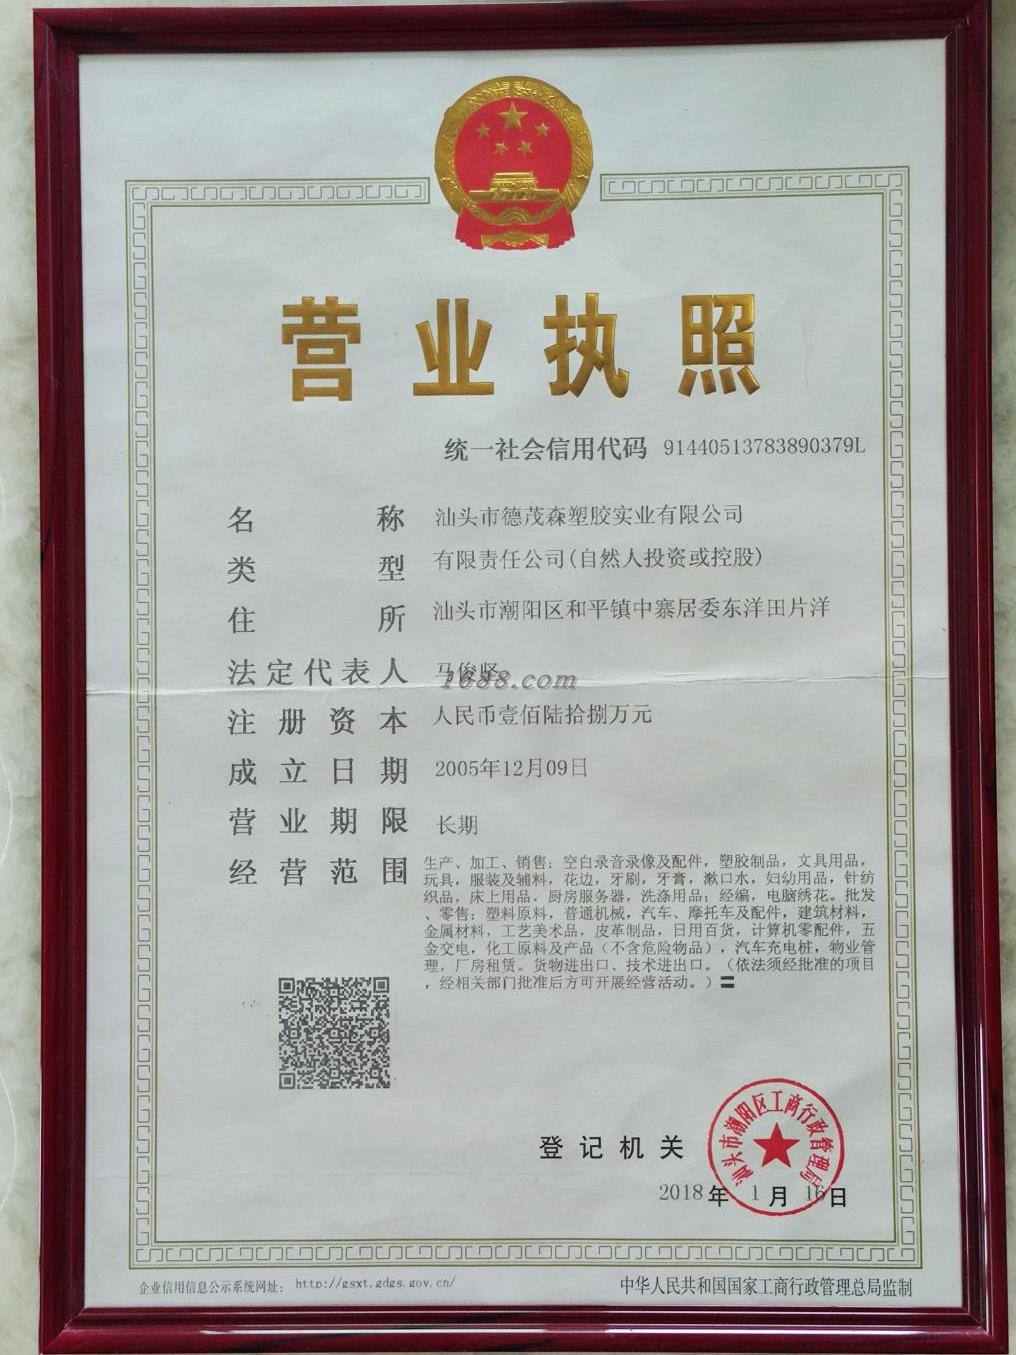 营业执照
统一社会信用代码 91440513783890379L
名称 汕头市德茂森塑胶实业有限公司
类型 有限责任公司(自然人投资或控股)
住所 汕头市潮阳区和平镇中寨居委东洋田片洋
法定代表人 马俊坚
1688.com
注册资本 人民币壹佰陆拾捌万元
成立日期 2005年12月09日
营业期限 长期
经营范围 生产、加工、销售：空白录音录像及配件，塑胶制品，文具用品，
玩具，服装及辅料，花边，牙刷，牙膏，漱口水，妇幼用品，针纺
织品，床上用品，厨房服务器，洗涤用品；经编，电脑绣花。批发
、零售：塑料原料，普通机械，汽车、摩托车及配件，建筑材料，
金属材料，工艺美术品，皮革制品，日用百货，计算机零配件，五
金交电，化工原料及产品（不含危险物品），汽车充电桩，物业管
理，厂房租赁。货物进出口、技术进出口。（依法须经批准的项目
，经相关部门批准后方可开展经营活动。）〓
汕头市潮阳区工商行政管理局
登记机关
2018年1月16日
企业信用信息公示系统网址：http://gsxt.gdgs.gov.cn/
中华人民共和国国家工商行政管理总局监制